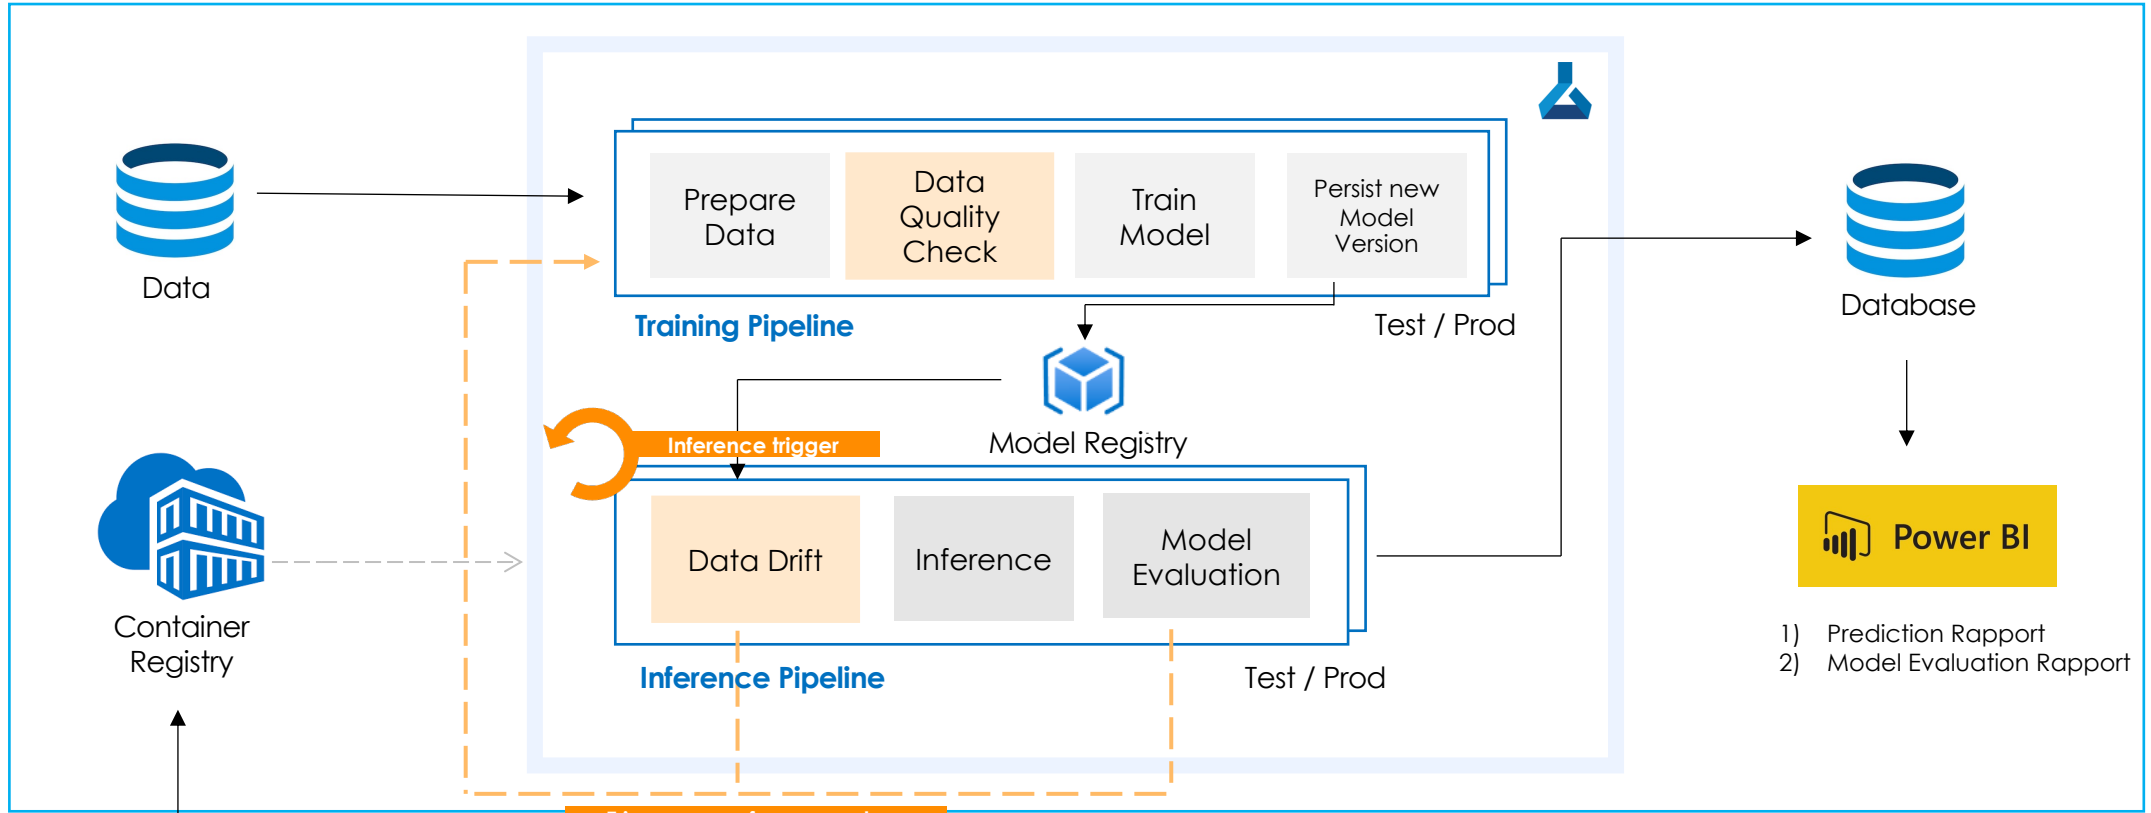 Prepare
Data
Data
Quality
Check
Train
Model
Persist new
Model
Version
Data
Training Pipeline
Test / Prod
Database
Model Registry
Inference trigger
Data Drift
Inference
Model
Evaluation
Power BI
Container
Registry
1) Prediction Rapport
2) Model Evaluation Rapport
Inference Pipeline
Test / Prod